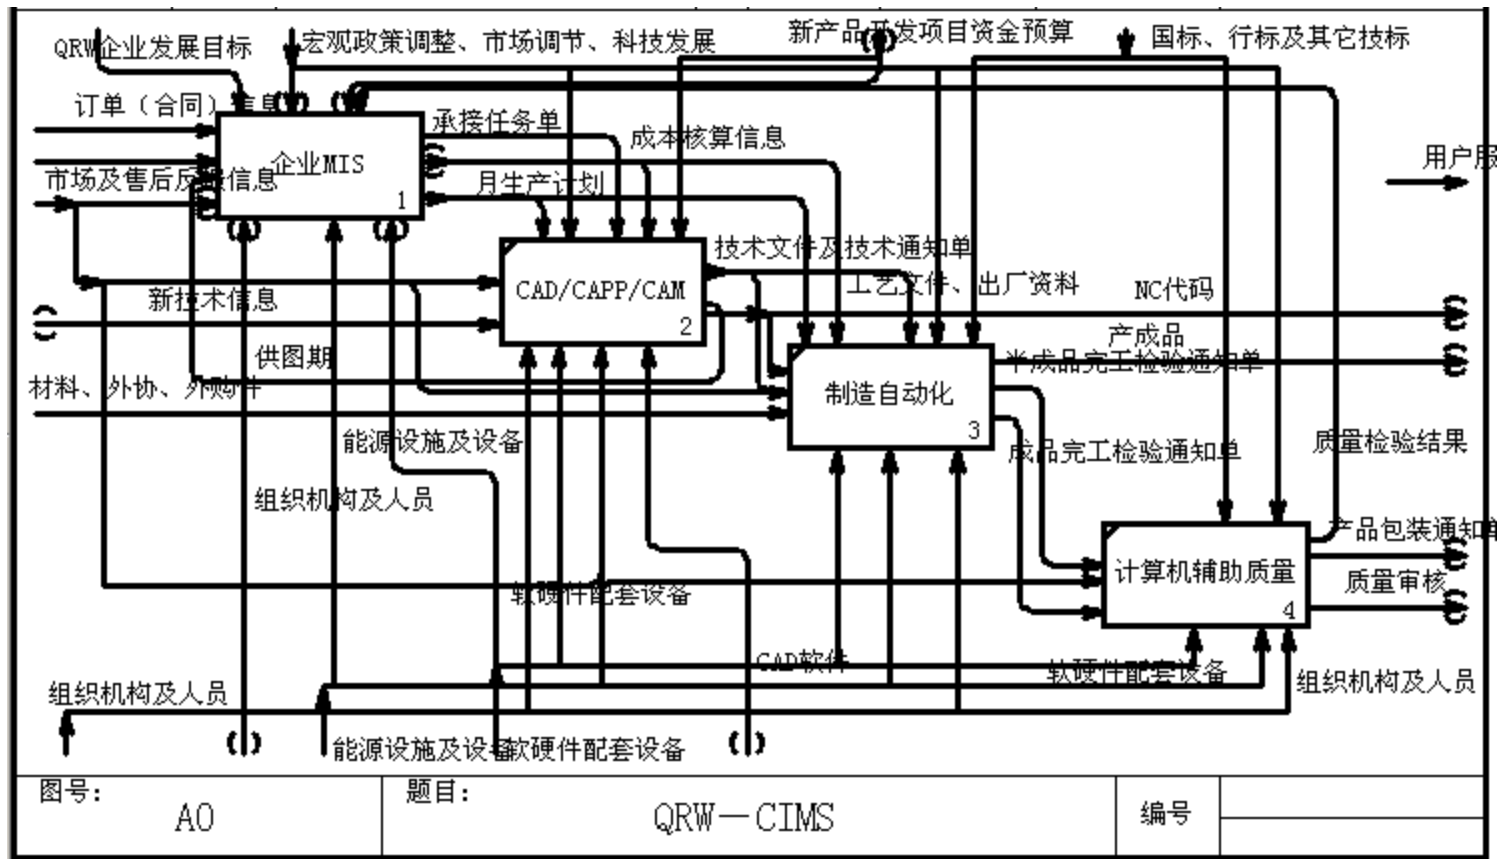 QRW企业发展目标
宏观政策调整、市场调节、科技发展
新产品开发项目资金预算
国标、行标及其它技标
订单（合同）信息
承接任务单
成本核算信息
企业MIS
1
市场及售后反馈信息
月生产计划
用户服
技术文件及技术通知单
CAD/CAPP/CAM
2
新技术信息
工艺文件、出厂资料
NC代码
产成品
供图期
半成品完工检验通知单
材料、外协、外购件
制造自动化
3
能源设施及设备
成品完工检验通知单
质量检验结果
组织机构及人员
产品包装通知单
计算机辅助质量
4
质量审核
软硬件配套设备
CAD软件
软硬件配套设备
组织机构及人员
组织机构及人员
能源设施及设备
软硬件配套设备
图号：
A0
题目：
QRW—CIMS
编号